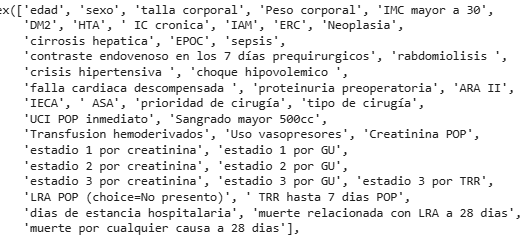 ex(['edad', 'sexo', 'talla corporal', 'Peso corporal', 'IMC mayor a 30',
'DM2', 'HTA', ' IC cronica', 'IAM', 'ERC', 'Neoplasia',
'cirrosis hepatica', 'EPOC', 'sepsis',
'contraste endovenoso en los 7 días prequirurgicos', 'rabdomiolisis ',
'crisis hipertensiva ', 'choque hipovolemico ',
'falla cardiaca descompensada ', 'proteinuria preoperatoria', 'ARA II',
'IECA', ' ASA', 'prioridad de cirugía', 'tipo de cirugía',
'UCI POP inmediato', 'Sangrado mayor 500cc',
'Transfusion hemoderivados', 'Uso vasopresores', 'Creatinina POP',
'estadio 1 por creatinina', 'estadio 1 por GU',
'estadio 2 por creatinina', 'estadio 2 por GU',
'estadio 3 por creatinina', 'estadio 3 por GU', 'estadio 3 por TRR',
'LRA POP (choice=No presento)', ' TRR hasta 7 dias POP',
'dias de estancia hospitalaria', 'muerte relacionada con LRA a 28 dias',
'muerte por cualquier causa a 28 dias'],